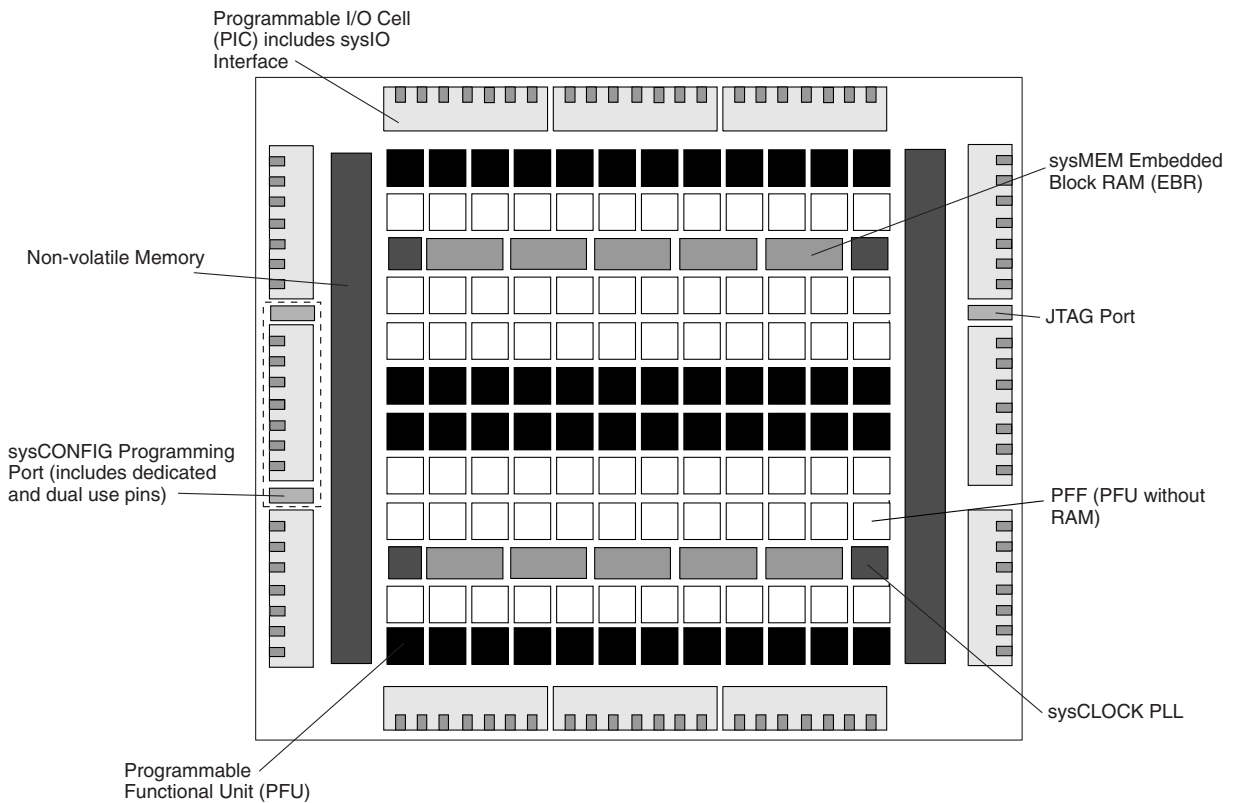 Programmable I/O Cell
(PIC) includes sysIO
Interface
sysMEM Embedded
Block RAM (EBR)
Non-volatile Memory
JTAG Port
sysCONFIG Programming
Port (includes dedicated
and dual use pins)
PFF (PFU without
RAM)
sysCLOCK PLL
Programmable
Functional Unit (PFU)